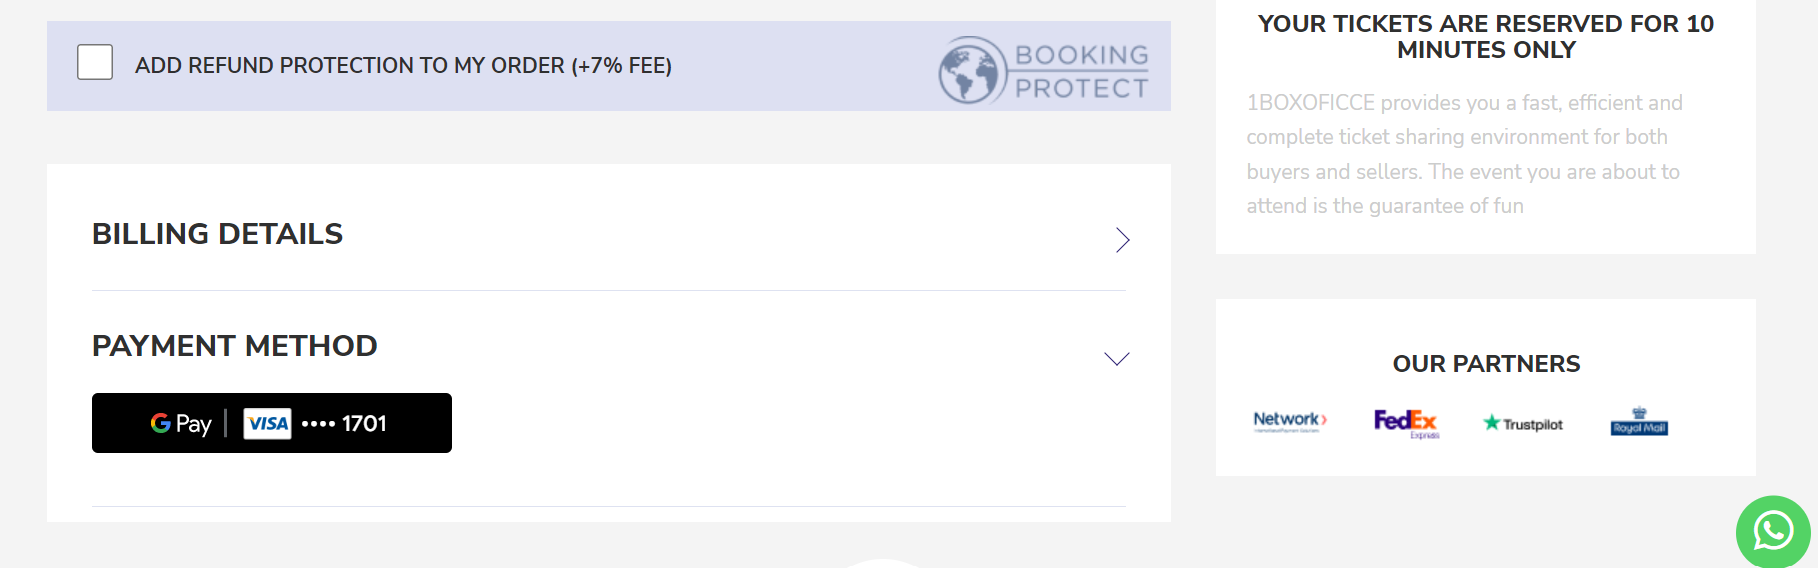 ADD REFUND PROTECTION TO MY ORDER (+7% FEE)
BOOKING
PROTECT
BILLING DETAILS
PAYMENT METHOD
G Pay | VISA •••• 1701
YOUR TICKETS ARE RESERVED FOR 10
MINUTES ONLY
1BOXOFICCE provides you a fast, efficient and
complete ticket sharing environment for both
buyers and sellers. The event you are about to
attend is the guarantee of fun
OUR PARTNERS
Network
FedEx
Express
Trustpilot
Royal Mail